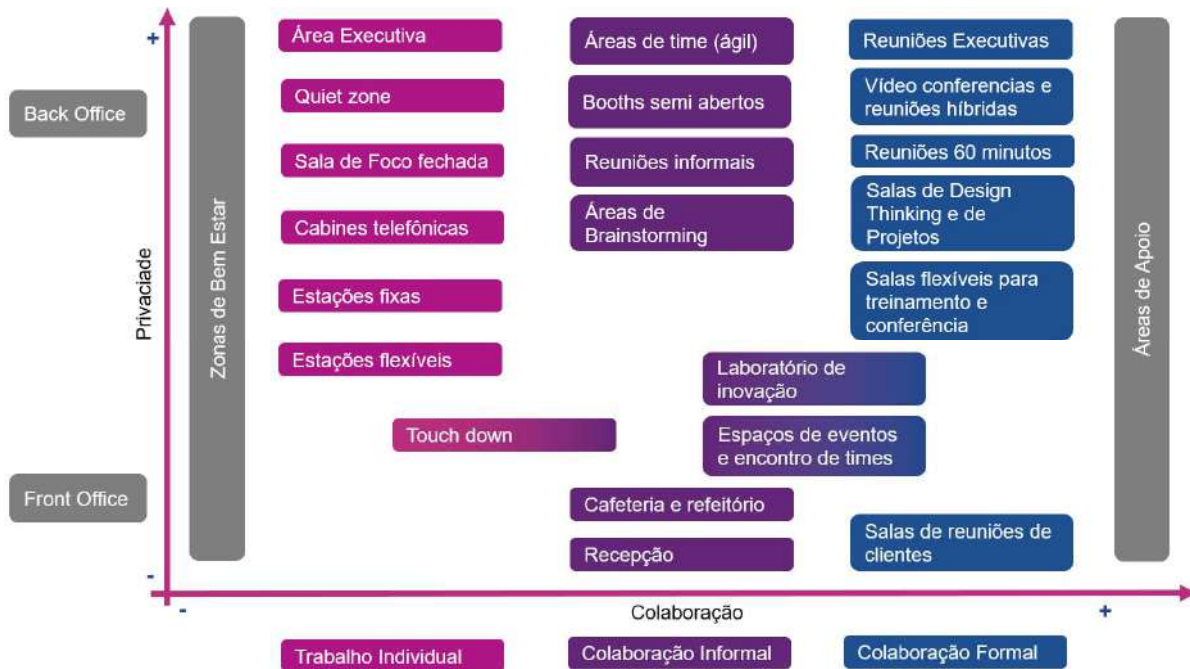 +
Área Executiva
Áreas de time (ágil)
Reuniões Executivas
Back Office
Quiet zone
Booths semi abertos
Vídeo conferencias e
reuniões híbridas
Sala de Foco fechada
Reuniões informais
Reuniões 60 minutos
Cabines telefônicas
Áreas de
Brainstorming
Salas de Design
Thinking e de
Projetos
Privaciade
Zonas de Bem Estar
Estações fixas
Salas flexíveis para
treinamento e
conferência
Áreas de Apoio
Estações flexíveis
Laboratório de
inovação
Touch down
Espaços de eventos
e encontro de times
Front Office
Cafeteria e refeitório
Recepção
Salas de reuniões de
clientes
-
-
Colaboração
+
Trabalho Individual
Colaboração Informal
Colaboração Formal